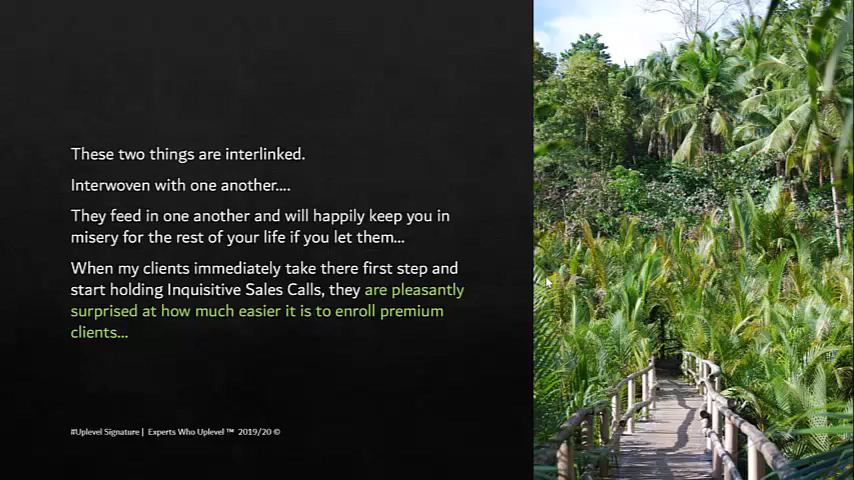 These two things are interlinked.
Interwoven with one another....
They feed in one another and will happily keep you in
misery for the rest of your life if you let them...
When my clients immediately take there first step and
start holding Inquisitive Sales Calls, they are pleasantly
surprised at how much easier it is to enroll premium
clients...
#Uplevel Signature | Experts Who Uplevel ™ 2019/20 ©